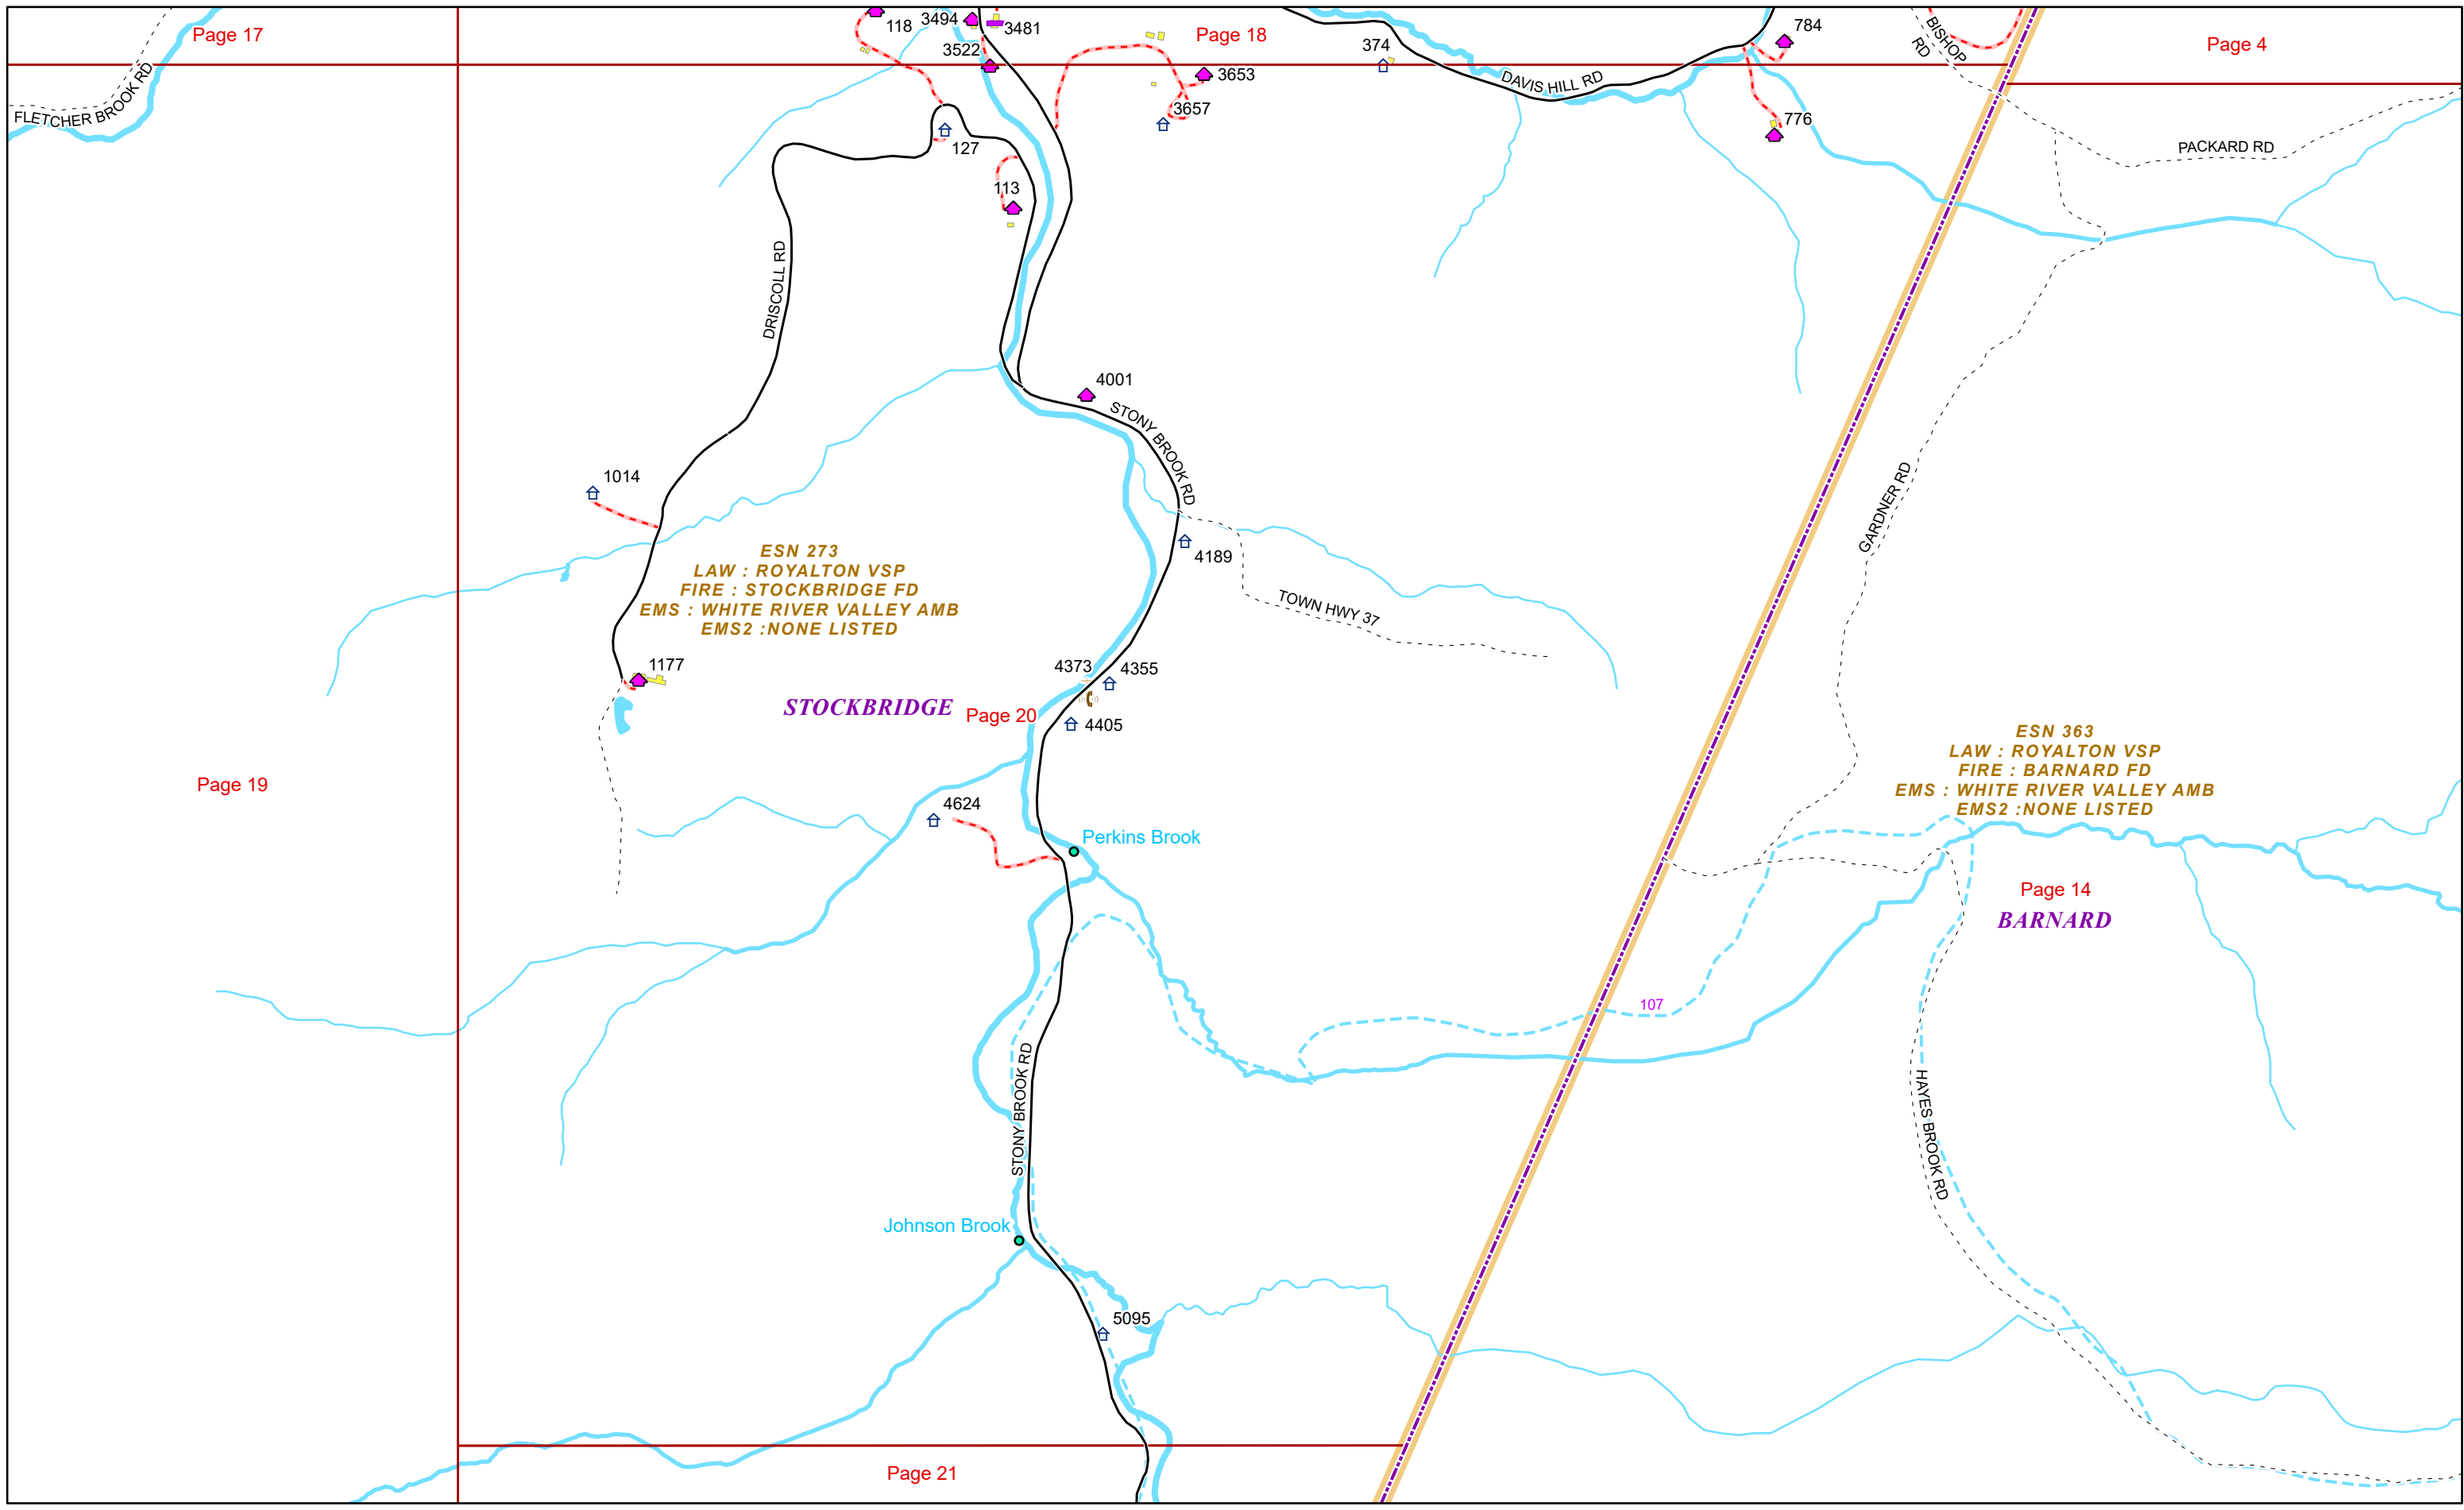 Page 17
118
3494
3481
3522
Page 18
374
784
BISHOP
RD
Page 4
FLETCHER BROOK RD
3653
3657
DAVIS HILL RD
776
127
PACKARD RD
113
DRISCOLL RD
4001
STONY BROOK RD
1014
GARDNER RD
4189
ESN 273
LAW : ROYALTON VSP
FIRE : STOCKBRIDGE FD
EMS : WHITE RIVER VALLEY AMB
EMS2 :NONE LISTED
TOWN HWY 37
1177
4373
4355
STOCKBRIDGE
Page 20
4405
ESN 363
LAW : ROYALTON VSP
FIRE : BARNARD FD
EMS : WHITE RIVER VALLEY AMB
EMS2 :NONE LISTED
Page 19
4624
Perkins Brook
Page 14
BARNARD
107
STONY BROOK RD
HAYES BROOK RD
Johnson Brook
5095
Page 21